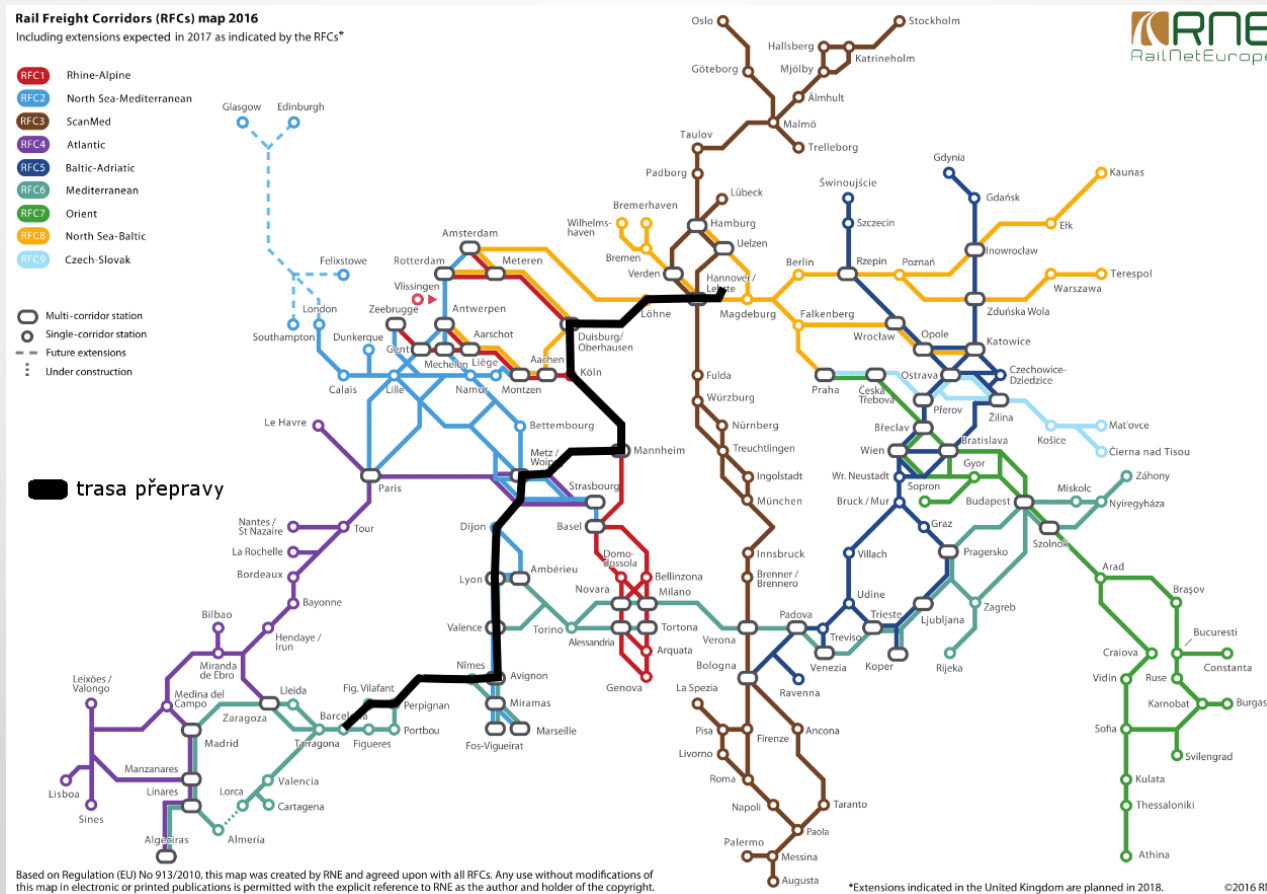 Rail Freight Corridors (RFCs) map 2016
Including extensions expected in 2017 as indicated by the RFCs*
RNE
RailNetEurope
RFC1 Rhine-Alpine
RFC2 North Sea-Mediterranean
RFC3 ScanMed
RFC4 Atlantic
RFC5 Baltic-Adriatic
RFC6 Mediterranean
RFC7 Orient
RFC8 North Sea-Baltic
RFC9 Czech-Slovak
Multi-corridor station
Single-corridor station
Future extensions
Under construction
trasa přepravy
Oslo
Stockholm
Hallsberg
Katrineholm
Göteborg
Mjölby
Älmhult
Malmö
Taulov
Trelleborg
Padborg
Lübeck
Glasgow
Edinburgh
Gdynia
Kaunas
Świnoujście
Gdańsk
Bremerhaven
Wilhelms-
haven
Hamburg
Szczecin
Ełk
Amsterdam
Bremen
Uelzen
Inowrocław
Felixstowe
Rotterdam
Meteren
Verden
Hannover /
Lehrte
Berlin
Rzepin
Poznań
Terespol
Vlissingen
Warszawa
Zeebrugge
Antwerpen
Löhne
Magdeburg
Zduńska Wola
London
Southampton
Dunkerque
Aarschot
Duisburg/
Oberhausen
Falkenberg
Wrocław
Opole
Katowice
Gent
Mechelen
Liège
Aachen
Köln
Calais
Lille
Namur
Montzen
Fulda
Praha
Česká
Třebova
Ostrava
Czechowice-
Dziedzice
Würzburg
Přerov
Žilina
Le Havre
Bettembourg
Nürnberg
Břeclav
Košice
Maťovce
Metz /
Woippy
Mannheim
Treuchtlingen
Wien
Bratislava
Čierna nad Tisou
Paris
Strasbourg
Ingolstadt
Wr. Neustadt
Sopron
Gyor
Miskolc
Záhony
München
Bruck / Mur
Budapest
Nyíregyháza
Nantes /
St Nazaire
Tour
Dijon
Basel
Graz
Szolnok
La Rochelle
Domo-
dossola
Innsbruck
Villach
Pragersko
Bordeaux
Lyon
Ambérieu
Bellinzona
Brenner /
Brennero
Arad
Brașov
Bayonne
Novara
Milano
Udine
Zagreb
Bilbao
Hendaye /
Irun
Valence
Torino
Alessandria
Tortona
Verona
Padova
Treviso
Trieste
Ljubljana
Bucuresti
Miranda
de Ebro
Arquata
Venezia
Koper
Rijeka
Craiova
Constanta
Leixões /
Valongo
Medina del
Campo
Lleida
Fig. Vilafant
Nîmes
Avignon
Genova
Bologna
Ravenna
Vidin
Ruse
Zaragoza
Barcelona
Perpignan
Miramas
La Spezia
Karnobat
Burgas
Madrid
Tarragona
Figueres
Portbou
Fos-Vigueirat
Marseille
Pisa
Firenze
Ancona
Sofia
Livorno
Svilengrad
Manzanares
Valencia
Roma
Kulata
Lisboa
Linares
Lorca
Cartagena
Napoli
Taranto
Thessaloniki
Sines
Algeciras
Almería
Paola
Palermo
Messina
Athina
Augusta
Based on Regulation (EU) No 913/2010, this map was created by RNE and agreed upon with all RFCs. Any use without modifications of
this map in electronic or printed publications is permitted with the explicit reference to RNE as the author and holder of the copyright.
*Extensions indicated in the United Kingdom are planned in 2018.
©2016 RNE